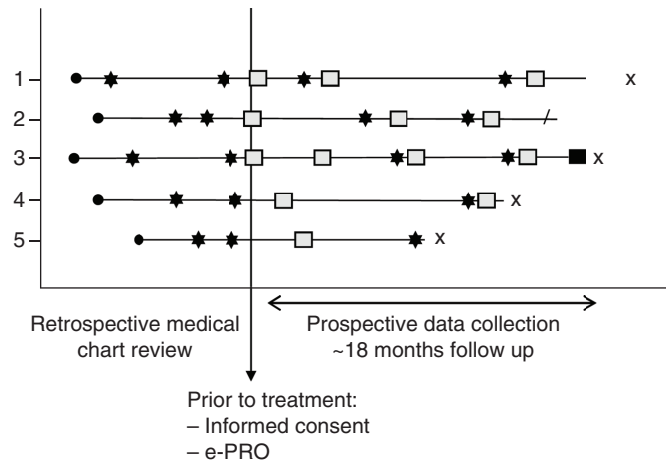 1
x
2
/
3
x
4
x
5
x
Retrospective medical
chart review
Prospective data collection
~18 months follow up
Prior to treatment:
– Informed consent
– e-PRO